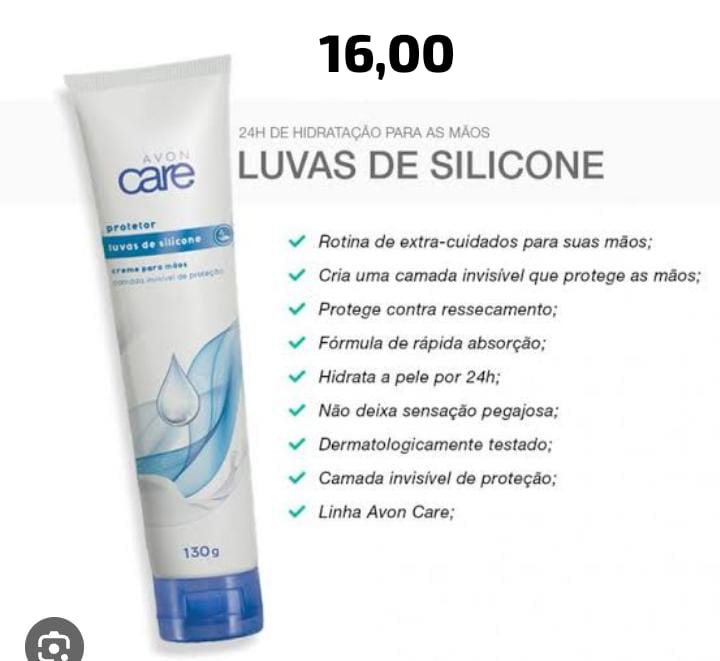 16,00
24H DE HIDRATAÇÃO PARA AS MÃOS
LUVAS DE SILICONE
AVON
care
protetor
luvas de silicone
creme para mãos
camada invisível de proteção
130g
Rotina de extra-cuidados para suas mãos;
Cria uma camada invisível que protege as mãos;
Protege contra ressecamento;
Fórmula de rápida absorção;
Hidrata a pele por 24h;
Não deixa sensação pegajosa;
Dermatologicamente testado;
Camada invisível de proteção;
Linha Avon Care;